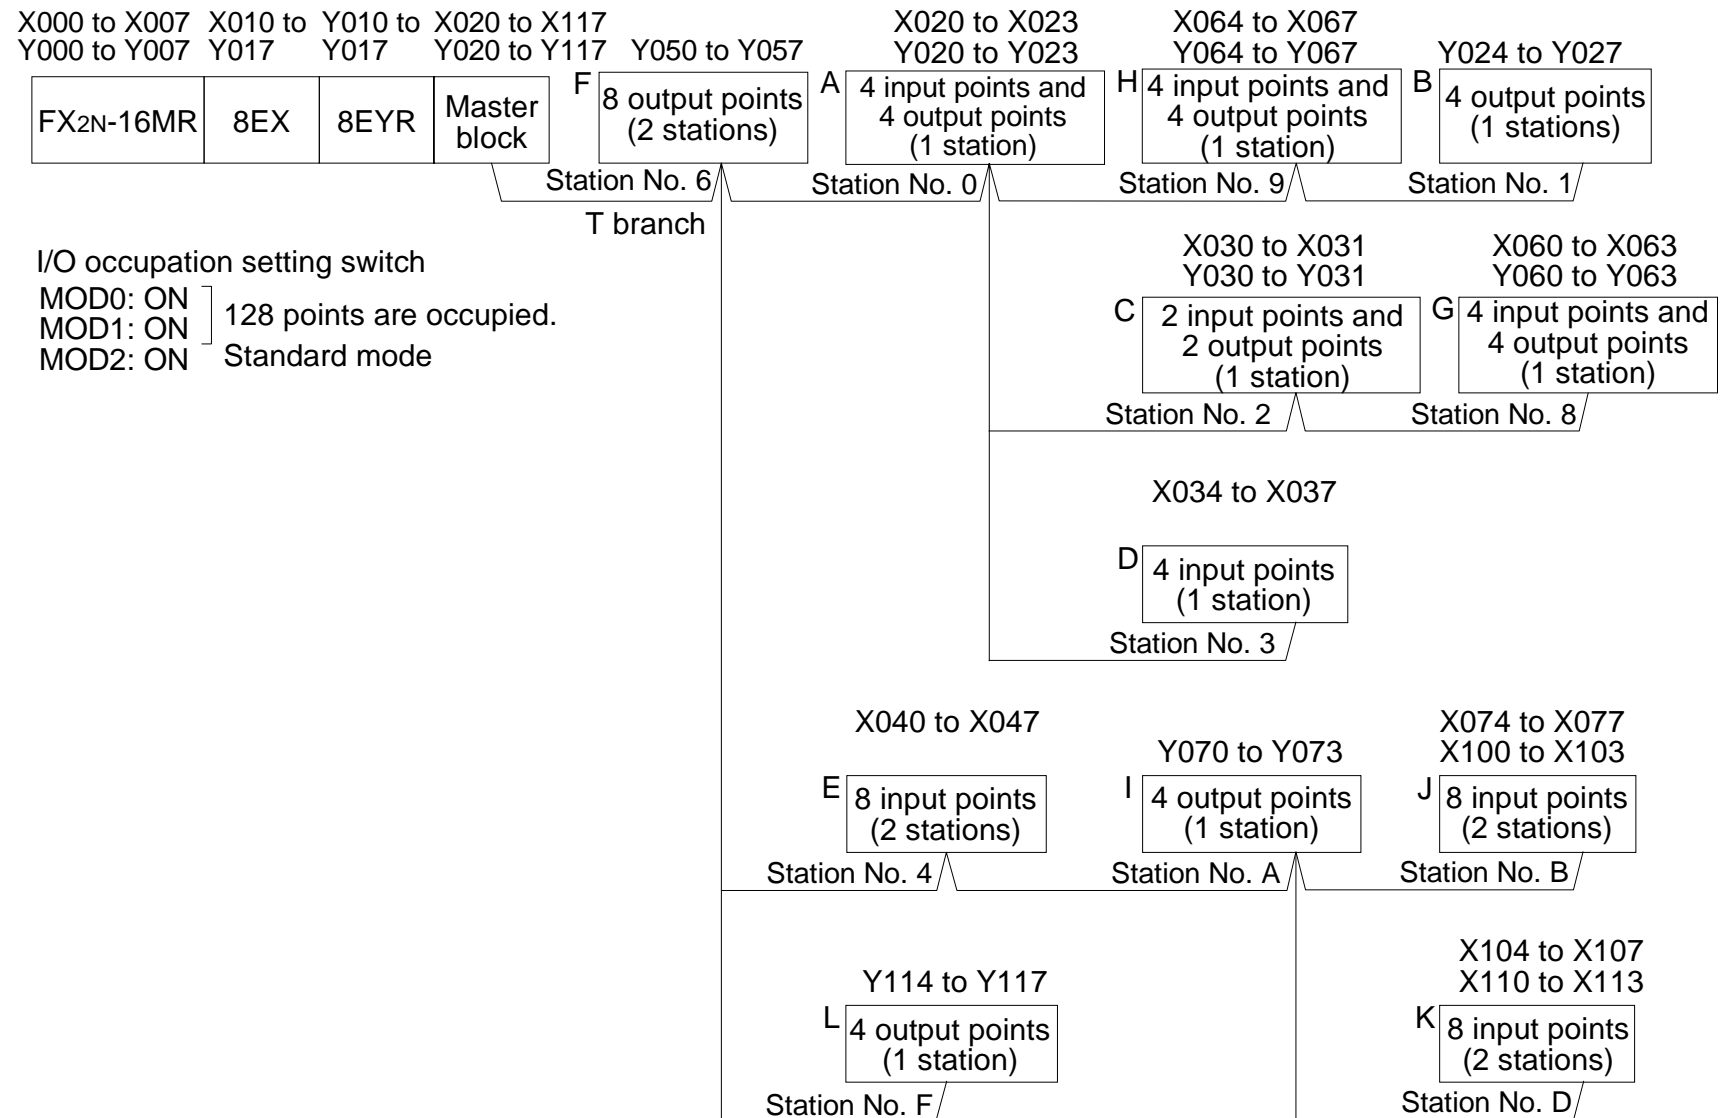 X000 to X007
Y000 to Y007
X010 to
Y017
Y010 to
Y017
X020 to X117
Y020 to Y117
FX2N-16MR
8EX
8EYR
Master
block
Y050 to Y057
F
8 output points
(2 stations)
Station No. 6
T branch
X020 to X023
Y020 to Y023
A
4 input points and
4 output points
(1 station)
Station No. 0
X064 to X067
Y064 to Y067
H
4 input points and
4 output points
(1 station)
Station No. 9
Y024 to Y027
B
4 output points
(1 stations)
Station No. 1
I/O occupation setting switch
MOD0: ON
MOD1: ON
128 points are occupied.
MOD2: ON
Standard mode
X030 to X031
Y030 to Y031
C
2 input points and
2 output points
(1 station)
Station No. 2
X060 to X063
Y060 to Y063
G
4 input points and
4 output points
(1 station)
Station No. 8
X034 to X037
D
4 input points
(1 station)
Station No. 3
X040 to X047
E
8 input points
(2 stations)
Station No. 4
Y070 to Y073
I
4 output points
(1 station)
Station No. A
X074 to X077
X100 to X103
J
8 input points
(2 stations)
Station No. B
Y114 to Y117
L
4 output points
(1 station)
Station No. F
X104 to X107
X110 to X113
K
8 input points
(2 stations)
Station No. D